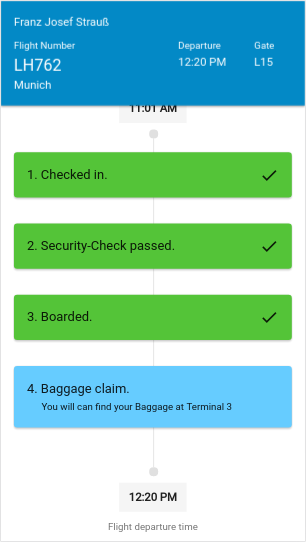 Franz Josef Strauß
Flight Number Departure Gate
LH762 12:20 PM L15
Munich
11:01 AM
1. Checked in.
2. Security-Check passed.
3. Boarded.
4. Baggage claim.
You will can find your Baggage at Terminal 3
12:20 PM
Flight departure time